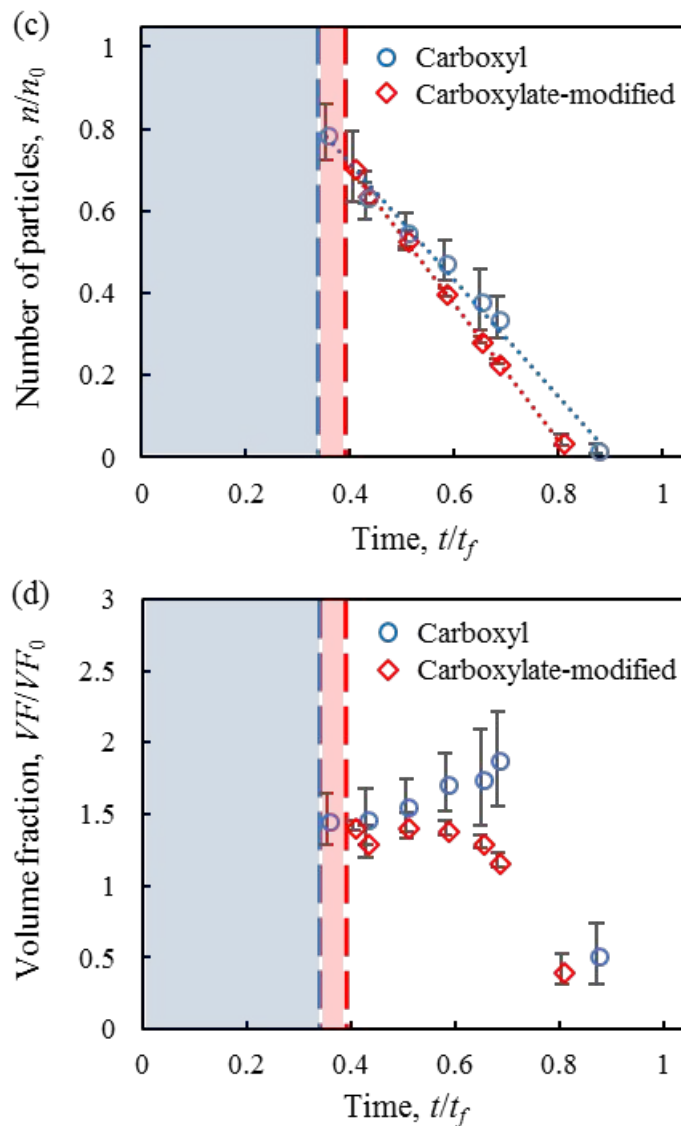 (c)
Number of particles, n/n0
1
0.8
0.6
0.4
0.2
0
Carboxyl
Carboxylate-modified
0 0.2 0.4 0.6 0.8 1
Time, t/tf
(d)
Volume fraction, VF/VF0
3
2.5
2
1.5
1
0.5
0
Carboxyl
Carboxylate-modified
0 0.2 0.4 0.6 0.8 1
Time, t/tf